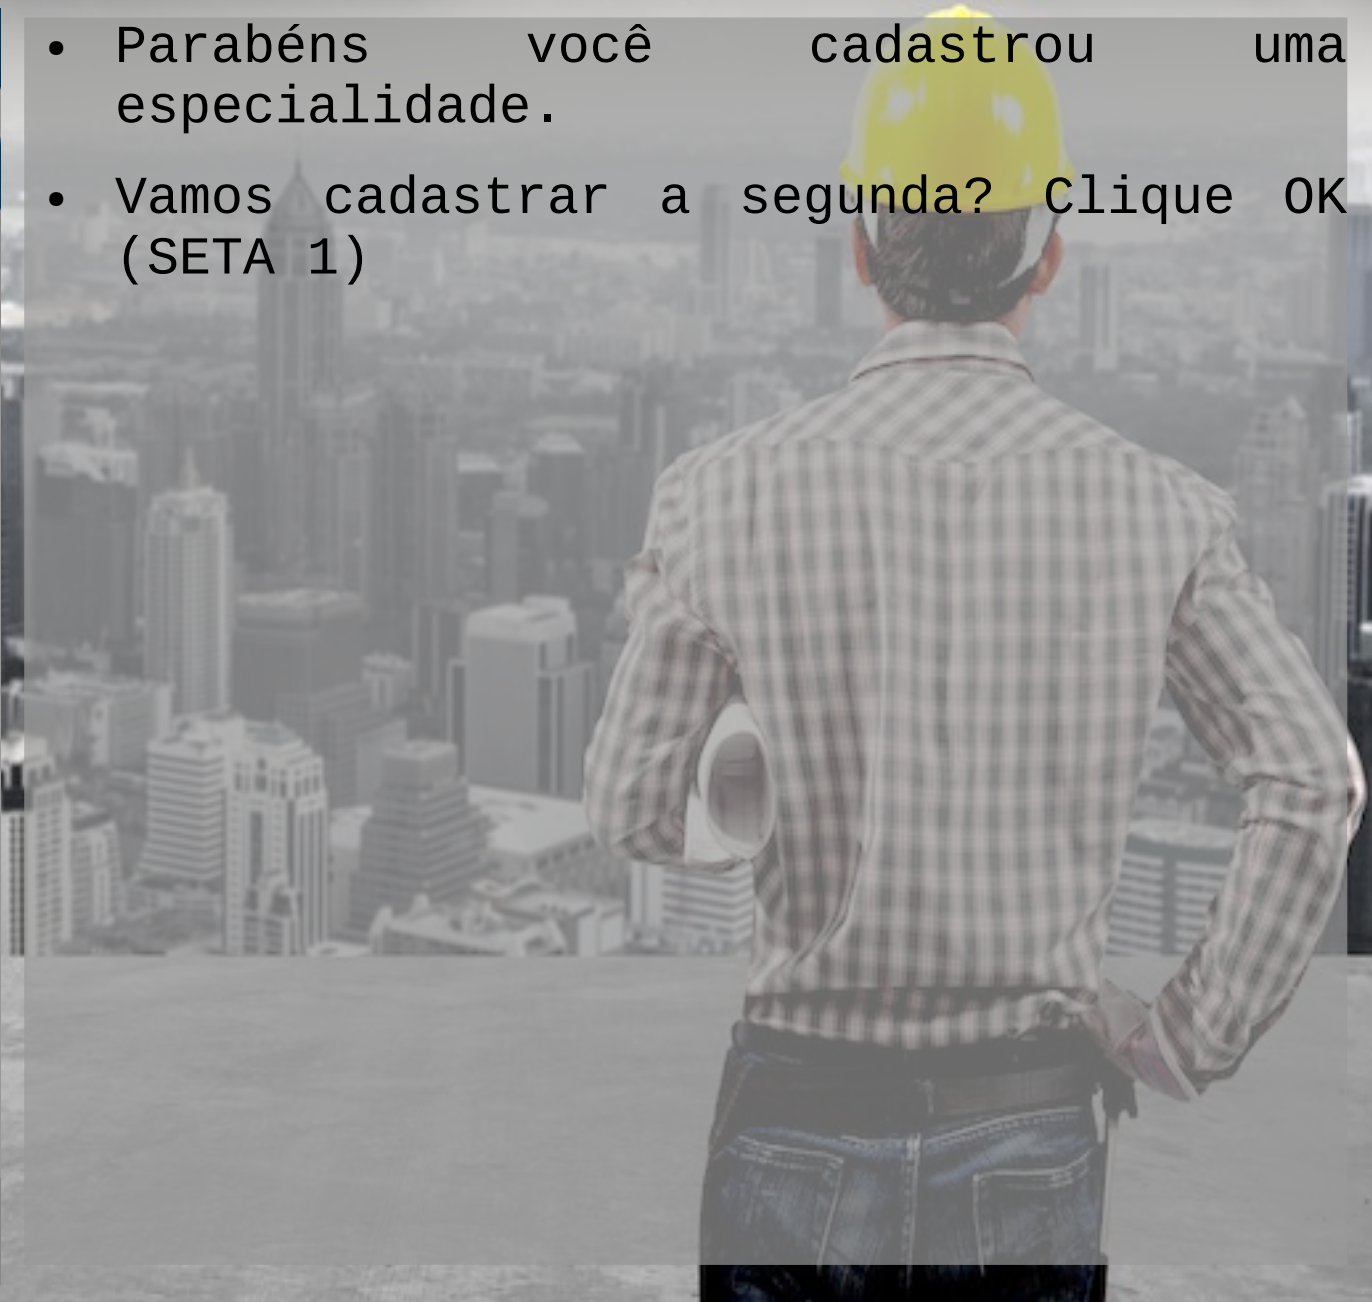 • Parabéns você cadastrou uma
especialidade.
• Vamos cadastrar a segunda? Clique OK
(SETA 1)